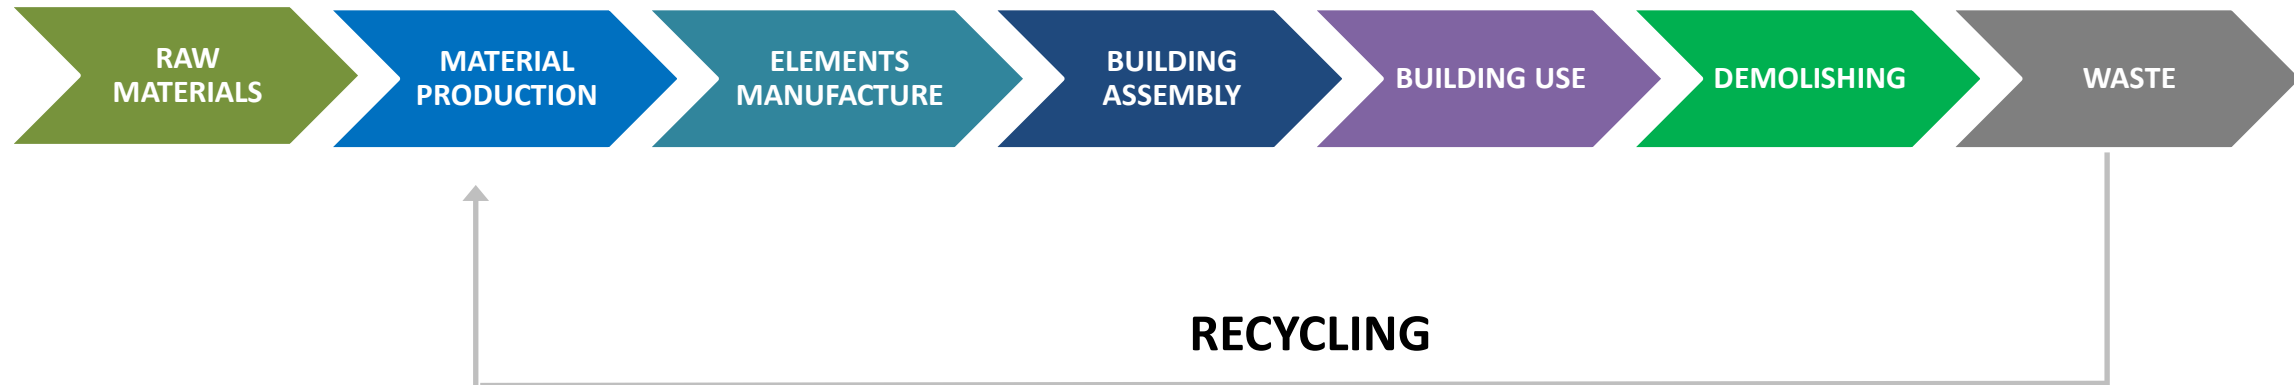 RAW
MATERIALS
MATERIAL
PRODUCTION
ELEMENTS
MANUFACTURE
BUILDING
ASSEMBLY
BUILDING USE
DEMOLISHING
WASTE
RECYCLING